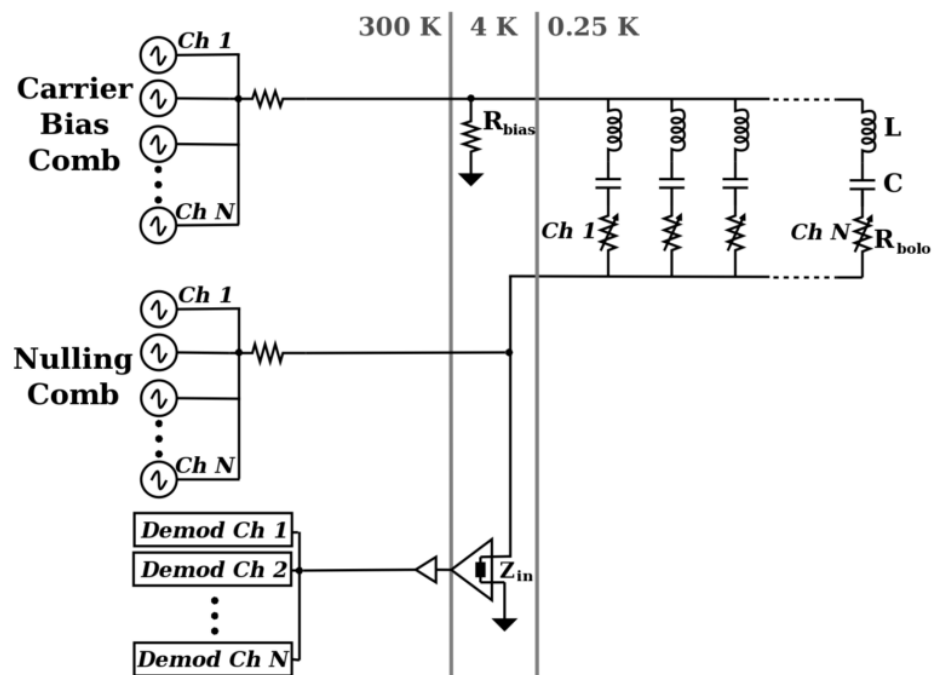 300 K
4 K
0.25 K
Ch 1
Carrier
Bias
Comb
Ch N
R_bias
L
C
Ch 1
Ch N
R_bolo
Ch 1
Nulling
Comb
Ch N
Demod Ch 1
Demod Ch 2
Demod Ch N
Z_in